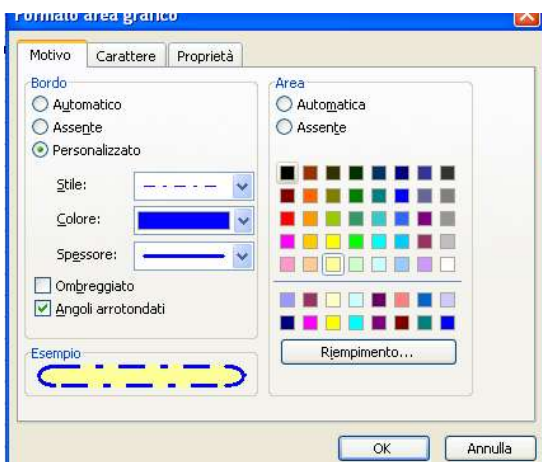 Formato area grafico
Motivo Carattere Proprietà
Bordo
Automatico
Assente
Personalizzato
Stile:
Colore:
Spessore:
Ombreggiato
Angoli arrotondati
Esempio
Area
Automatica
Assente
Riempimento...
OK Annulla